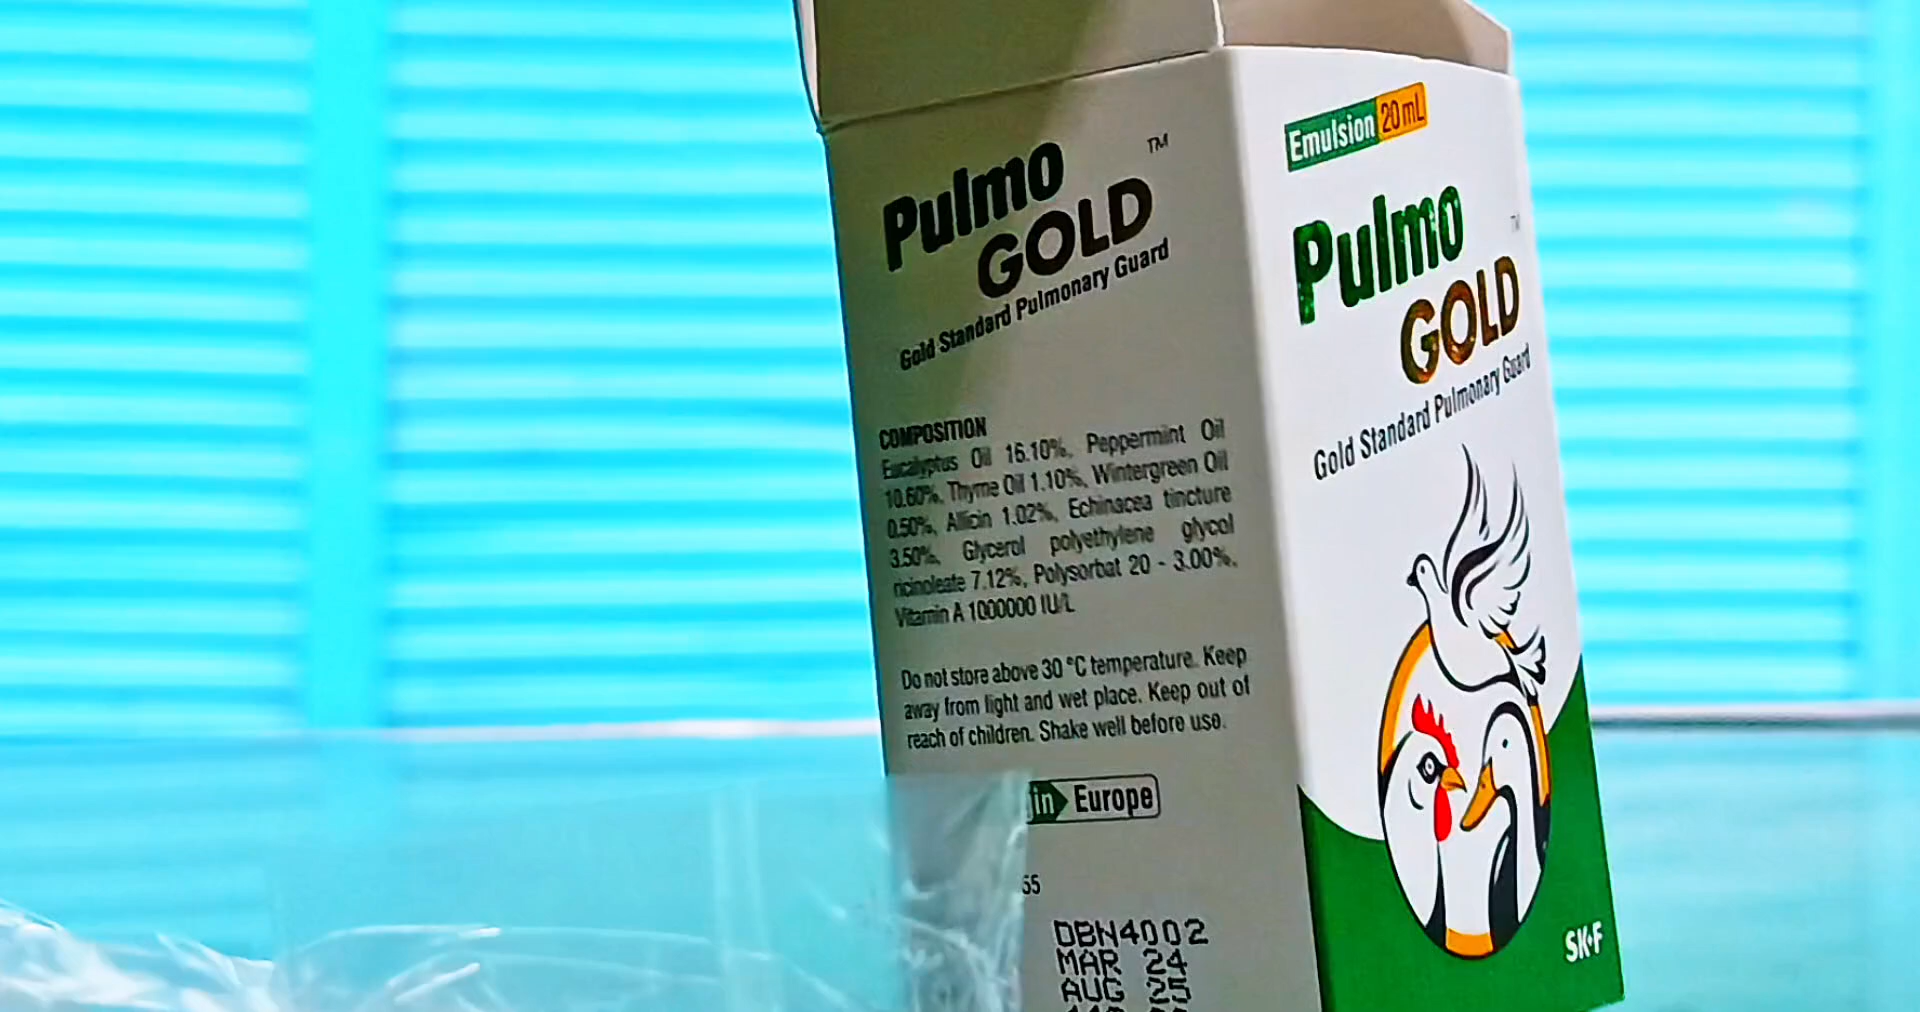 Pulmo
GOLD
TM
Gold Standard Pulmonary Guard
COMPOSITION
Eucalyptus Oil 16.10%, Peppermint Oil
10.60%, Thyme Oil 1.10%, Wintergreen Oil
0.50%, Allicin 1.02%, Echinacea tincture
3.50%, Glycerol polyethylene glycol
ricinoleate 7.12%, Polysorbat 20 - 3.00%,
Vitamin A 1000000 IU/L
Do not store above 30 °C temperature. Keep
away from light and wet place. Keep out of
reach of children. Shake well before use.
in Europe
55
DBN4002
MAR 24
AUG 25
Emulsion 20 mL
Pulmo
GOLD
TM
Gold Standard Pulmonary Guard
SK+F